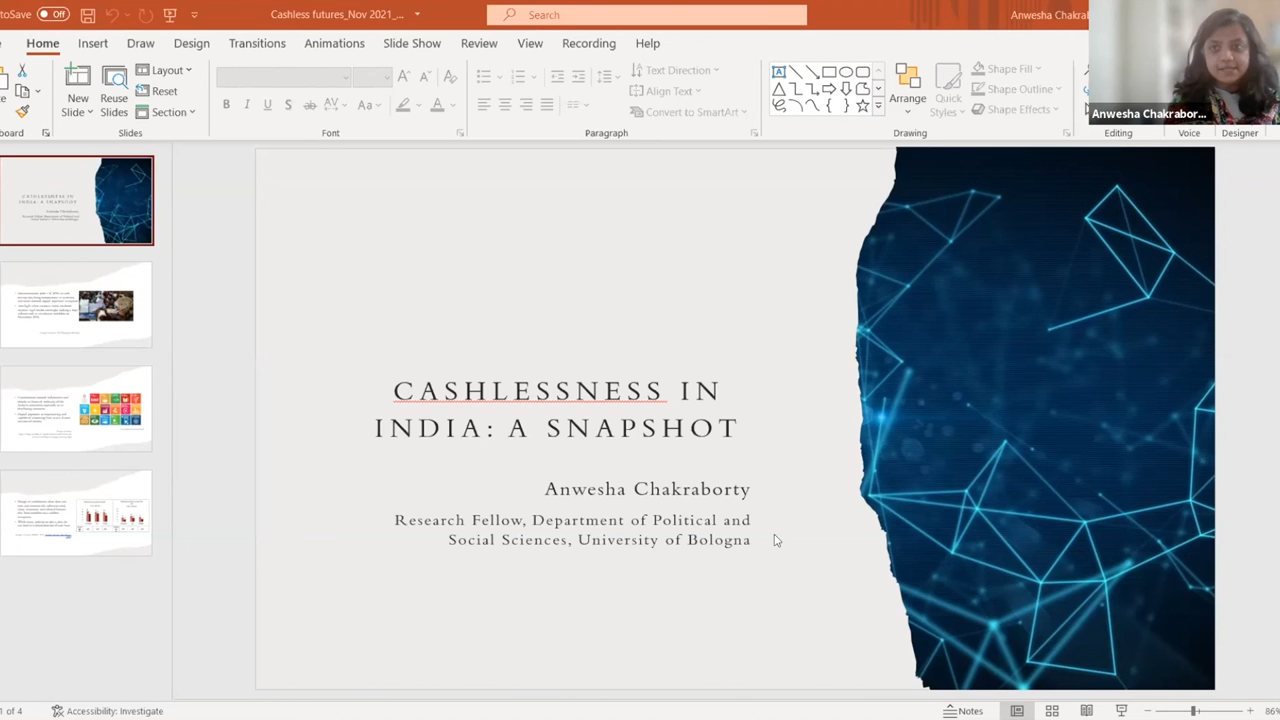 toSave Off
Cashless futures_Nov 2021_...
Search
Anwesha Chakral
Home Insert Draw Design Transitions Animations Slide Show Review View Recording Help
New Slide
Reuse Slides
Layout
Reset
Section
Text Direction
Align Text
Convert to SmartArt
Arrange
Quick Styles
Shape Fill
Shape Outline
Shape Effects
Anwesha Chakrabor...
board Slides Font Paragraph Drawing Editing Voice Designer
CASHLESSNESS IN
INDIA: A SNAPSHOT
Anwesha Chakraborty
Research Fellow, Department of Political and
Social Sciences, University of Bologna
1 of 4
Accessibility: Investigate
Notes
86%